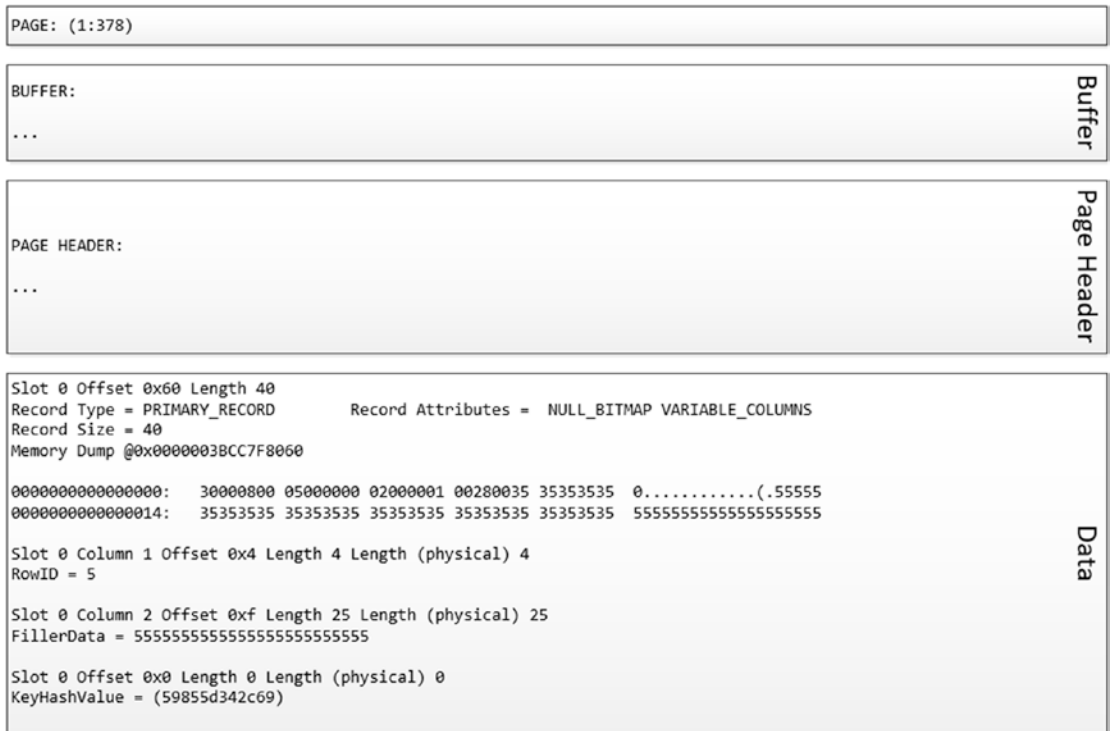 PAGE: (1:378)
BUFFER:
...
Buffer
PAGE HEADER:
...
Page Header
Slot 0 Offset 0x60 Length 40
Record Type = PRIMARY_RECORD Record Attributes = NULL_BITMAP VARIABLE_COLUMNS
Record Size = 40
Memory Dump @0x0000003BCC7F8060
0000000000000000: 30000800 05000000 02000001 00280035 35353535 0............(.55555
0000000000000014: 35353535 35353535 35353535 35353535 35353535 55555555555555555555
Slot 0 Column 1 Offset 0x4 Length 4 Length (physical) 4
RowID = 5
Slot 0 Column 2 Offset 0xf Length 25 Length (physical) 25
FillerData = 5555555555555555555555555
Slot 0 Offset 0x0 Length 0 Length (physical) 0
KeyHashValue = (59855d342c69)
Data